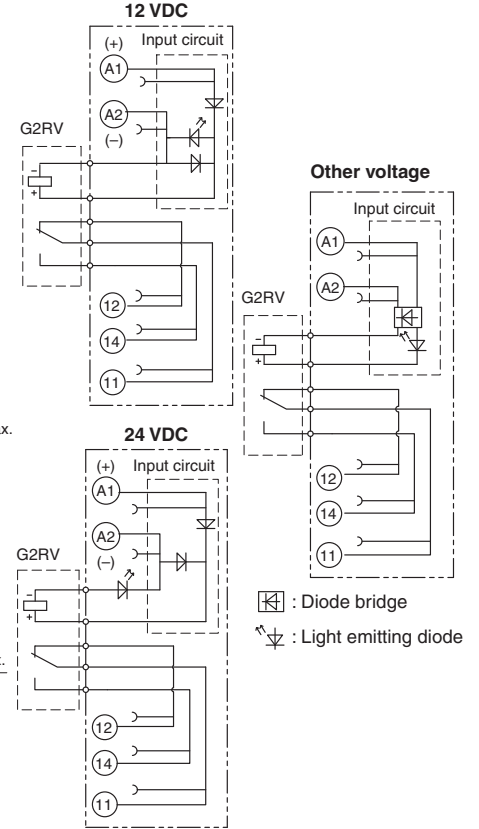 12 VDC
(+)
Input circuit
A1
A2
(–)
G2RV
–
+
12
14
11
Other voltage
Input circuit
A1
A2
G2RV
–
+
12
14
11
: Diode bridge
: Light emitting diode
x.
24 VDC
(+)
Input circuit
A1
A2
(–)
G2RV
–
+
12
14
11